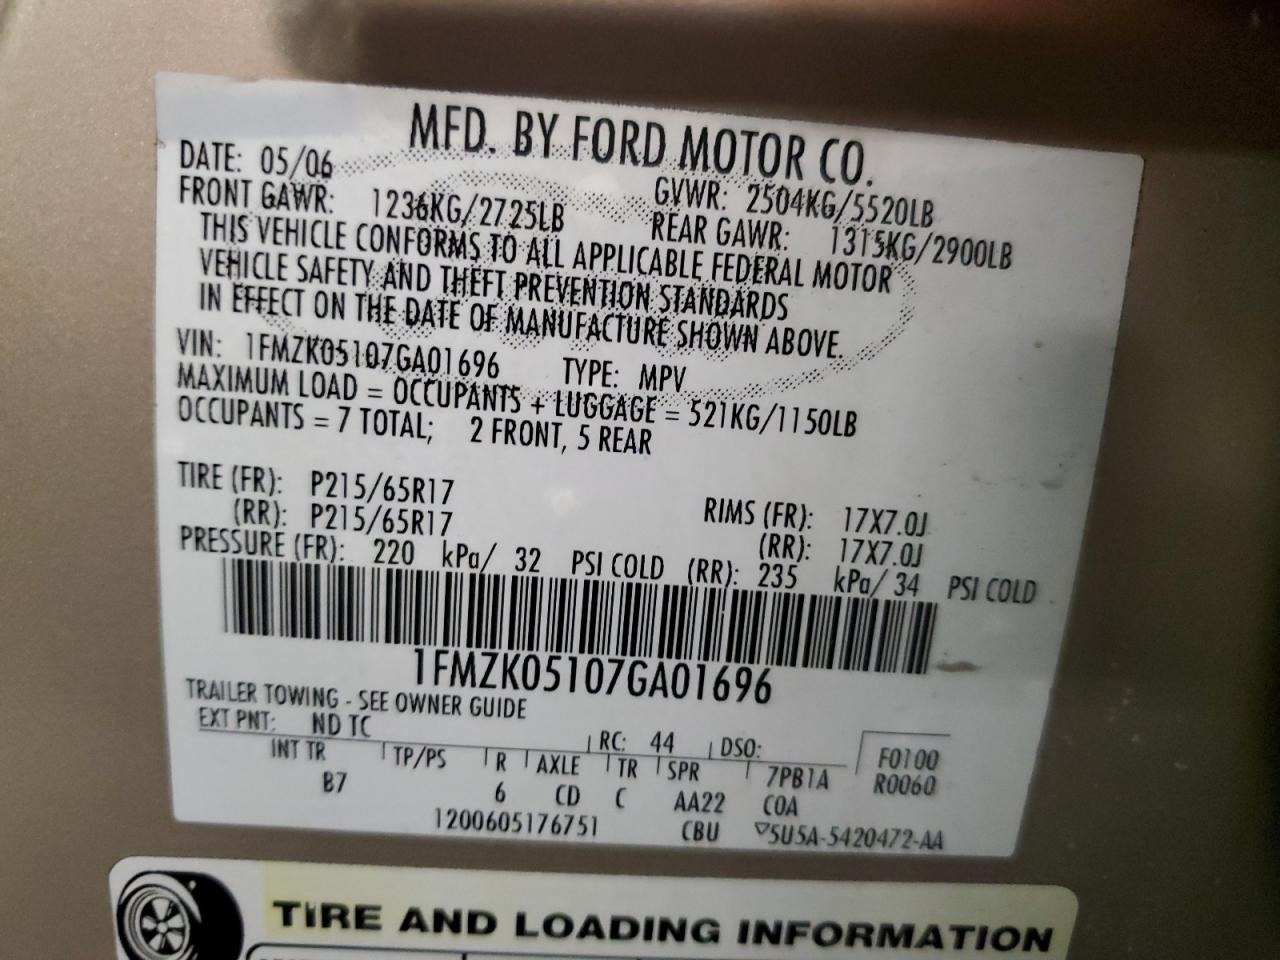 MFD. BY FORD MOTOR CO.
DATE: 05/06 GVWR: 2504KG/5520LB
FRONT GAWR: 1236KG/2725LB REAR GAWR: 1315KG/2900LB
THIS VEHICLE CONFORMS TO ALL APPLICABLE FEDERAL MOTOR
VEHICLE SAFETY AND THEFT PREVENTION STANDARDS
IN EFFECT ON THE DATE OF MANUFACTURE SHOWN ABOVE.
VIN: 1FMZK05107GA01696 TYPE: MPV
MAXIMUM LOAD = OCCUPANTS + LUGGAGE = 521KG/1150LB
OCCUPANTS = 7 TOTAL; 2 FRONT, 5 REAR
TIRE (FR): P215/65R17 RIMS (FR): 17X7.0J
(RR): P215/65R17 (RR): 17X7.0J
PRESSURE (FR): 220 kPa/ 32 PSI COLD (RR): 235 kPa/ 34 PSI COLD
1FMZK05107GA01696
TRAILER TOWING - SEE OWNER GUIDE
EXT PNT: ND TC RC: 44 DSO: F0100
INT TR TP/PS R AXLE TR SPR 7PB1A R0060
B7 6 CD C AA22 COA
1200605176751 CBU ▽5U5A-5420472-AA
TIRE AND LOADING INFORMATION